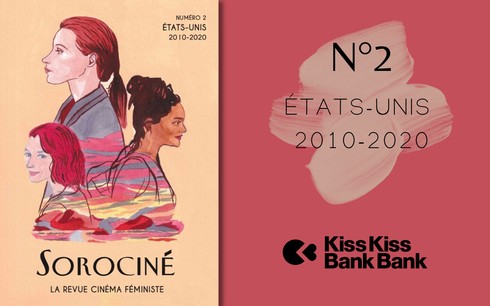 NUMÉRO 2
ÉTATS-UNIS
2010-2020
SOROCINÉ
LA REVUE CINÉMA FÉMINISTE
N°2
ÉTATS-UNIS
2010-2020
KissKiss
BankBank